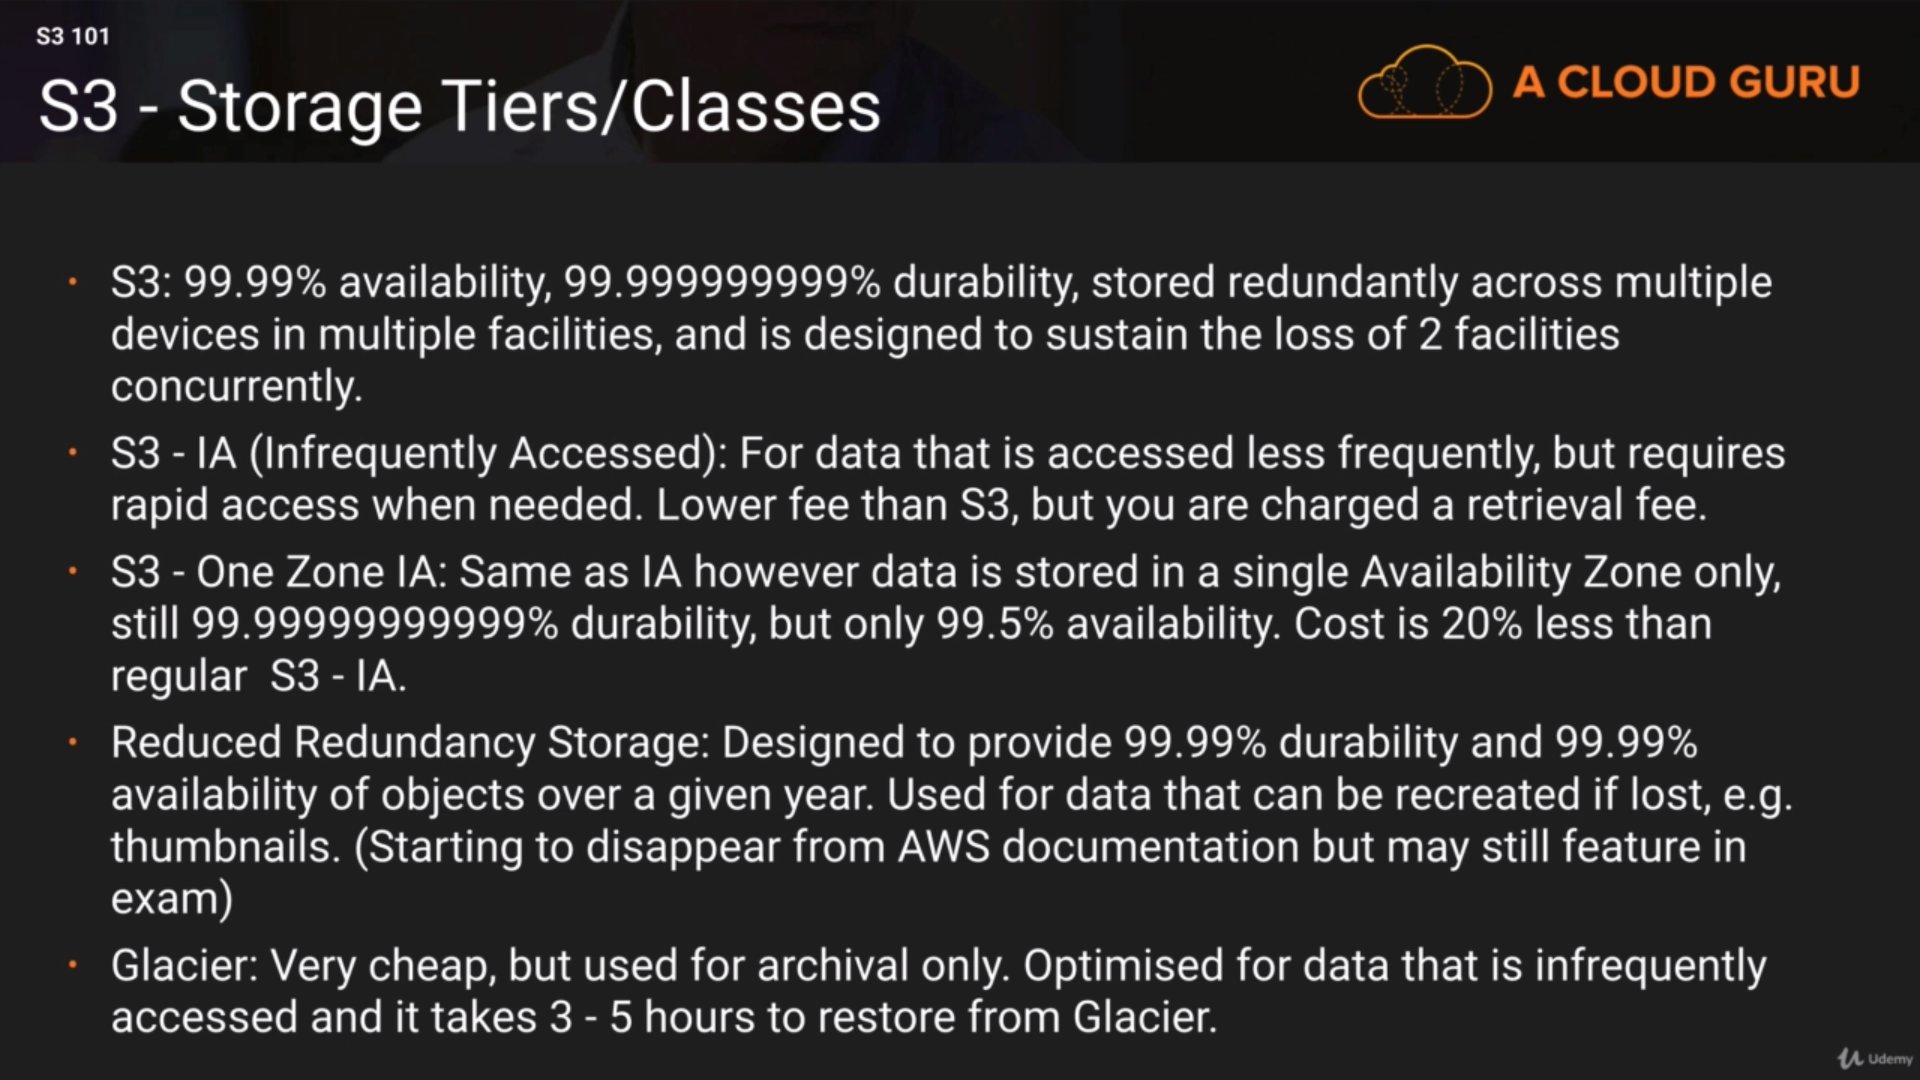 S3 101
S3 - Storage Tiers/Classes
A CLOUD GURU
• S3: 99.99% availability, 99.999999999% durability, stored redundantly across multiple
devices in multiple facilities, and is designed to sustain the loss of 2 facilities
concurrently.
• S3 - IA (Infrequently Accessed): For data that is accessed less frequently, but requires
rapid access when needed. Lower fee than S3, but you are charged a retrieval fee.
• S3 - One Zone IA: Same as IA however data is stored in a single Availability Zone only,
still 99.99999999999% durability, but only 99.5% availability. Cost is 20% less than
regular  S3 - IA.
• Reduced Redundancy Storage: Designed to provide 99.99% durability and 99.99%
availability of objects over a given year. Used for data that can be recreated if lost, e.g.
thumbnails. (Starting to disappear from AWS documentation but may still feature in
exam)
• Glacier: Very cheap, but used for archival only. Optimised for data that is infrequently
accessed and it takes 3 - 5 hours to restore from Glacier.
Udemy